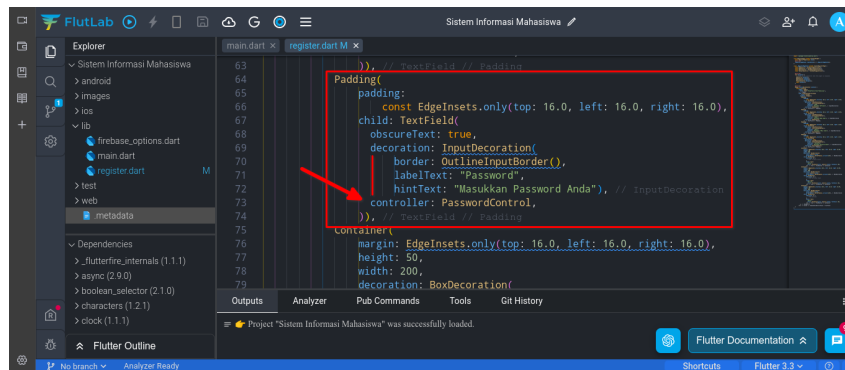 FlutLab
Sistem Informasi Mahasiswa
Explorer
main.dart
register.dart M
Sistem Informasi Mahasiswa
android
images
ios
lib
firebase_options.dart
main.dart
register.dart M
test
web
metadata
Dependencies
_flutterfire_internals (1.1.1)
async (2.9.0)
boolean_selector (2.1.0)
characters (1.2.1)
clock (1.1.1)
Flutter Outline
63 )), // TextField // Padding
64 Padding(
65 padding:
66 const EdgeInsets.only(top: 16.0, left: 16.0, right: 16.0),
67 child: TextField(
68 obscureText: true,
69 decoration: InputDecoration(
70 border: OutlineInputBorder(),
71 labelText: "Password",
72 hintText: "Masukkan Password Anda"), // InputDecoration
73 controller: PasswordControl,
74 )), // TextField // Padding
75 Container(
76 margin: EdgeInsets.only(top: 16.0, left: 16.0, right: 16.0),
77 height: 50,
78 width: 200,
79 decoration: BoxDecoration(
Outputs Analyzer Pub Commands Tools Git History
Project "Sistem Informasi Mahasiswa" was successfully loaded.
Flutter Documentation
No branch Analyzer Ready Shortcuts Flutter 3.3